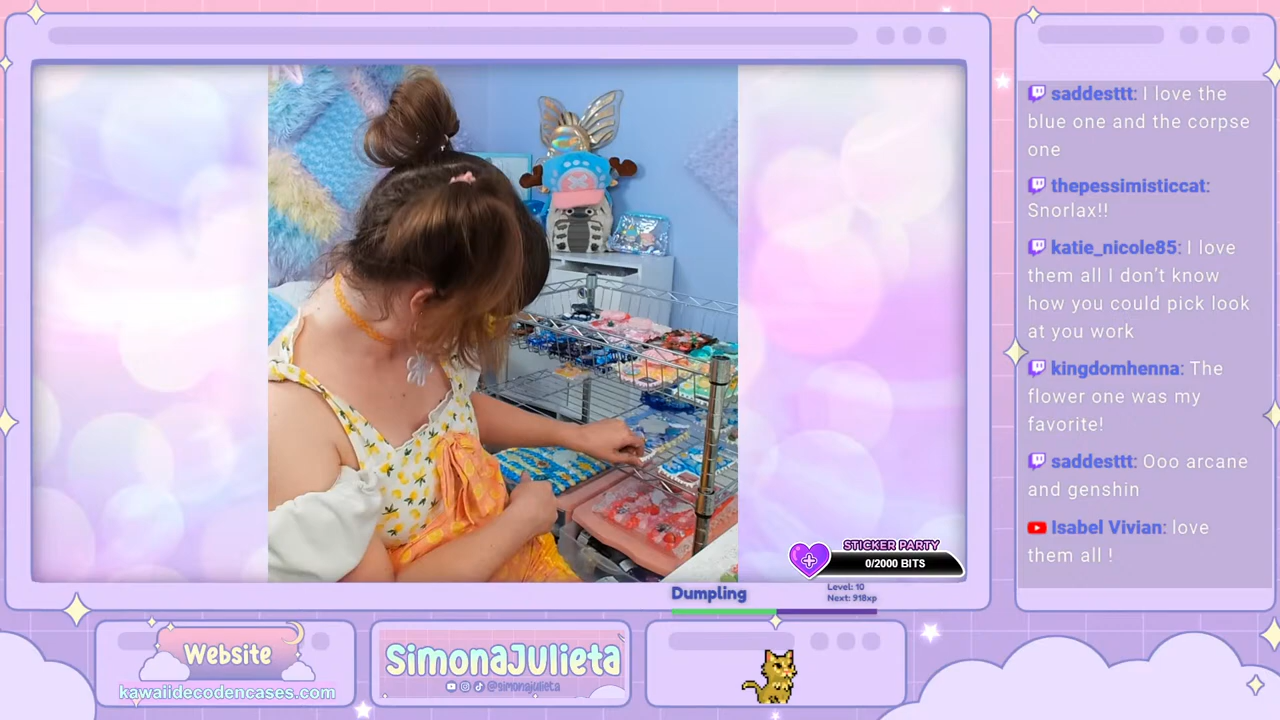 saddesttt: I love the
blue one and the corpse
one
thepessimisticcat:
Snorlax!!
katie_nicole85: I love
them all I don't know
how you could pick look
at you work
kingdomhenna: The
flower one was my
favorite!
saddesttt: Ooo arcane
and genshin
Isabel Vivian: love
them all !
STICKER PARTY
0/2000 BITS
Dumpling
Level: 10
Next: 918xp
Website
kawaiidecodencases.com
SimonaJulieta
@simonajulieta